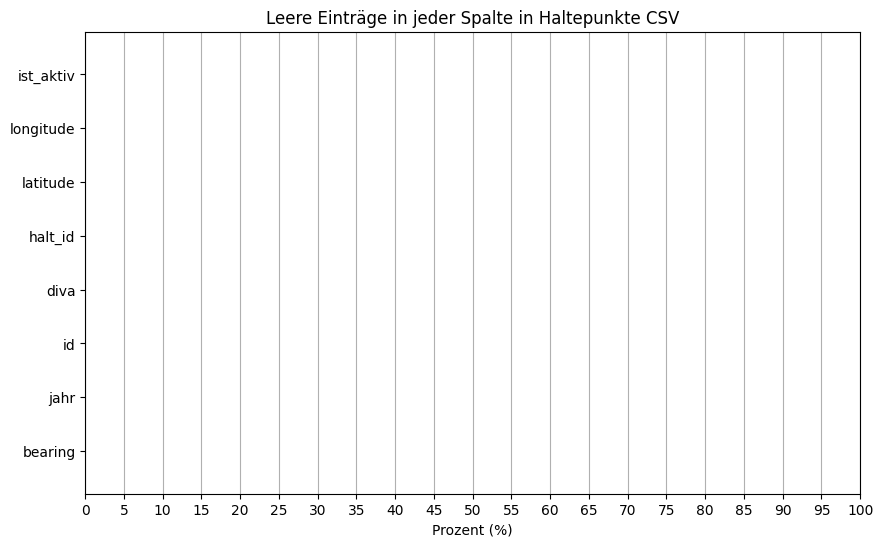 Leere Einträge in jeder Spalte in Haltepunkte CSV
ist_aktiv
longitude
latitude
halt_id
diva
id
jahr
bearing
0 5 10 15 20 25 30 35 40 45 50 55 60 65 70 75 80 85 90 95 100
Prozent (%)